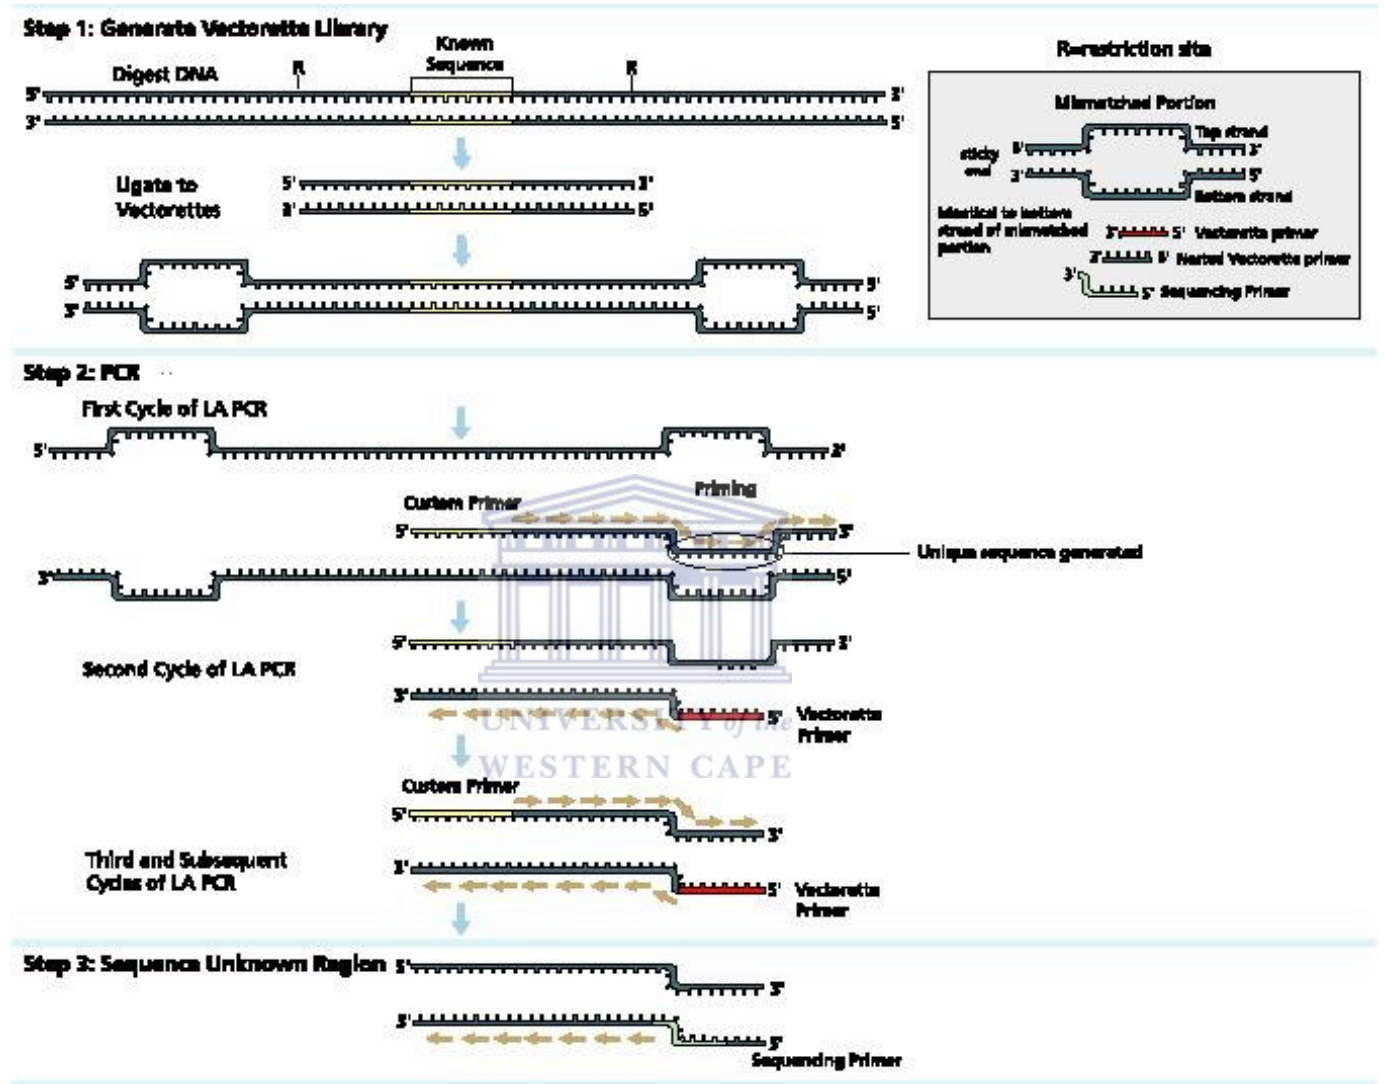 Step 1: Generate Vectorette Library
Known
Sequence
Digest DNA
R
R
5'
3'
3'
5'
Ligate to
Vectorettes
5'
3'
3'
5'
5'
5'
3'
5'
R=restriction site
Mismatched Portion
Top strand
sticky
end
5'
3'
3'
5'
Bottom strand
Identical to bottom
strand of mismatched
portion
3'
5' Vectorette primer
3'
5' Nested Vectorette primer
3'
5' Sequencing Primer
Step 2: PCR
First Cycle of LA PCR
5'
3'
Priming
Custom Primer
5'
3'
Unique sequence generated
3'
5'
5'
3'
Second Cycle of LA PCR
3'
5' Vectorette
Primer
UNIVERSITY of the
WESTERN CAPE
Custom Primer
5'
3'
Third and Subsequent
Cycles of LA PCR
3'
5' Vectorette
Primer
Step 3: Sequence Unknown Region
5'
3'
3'
5'
Sequencing Primer